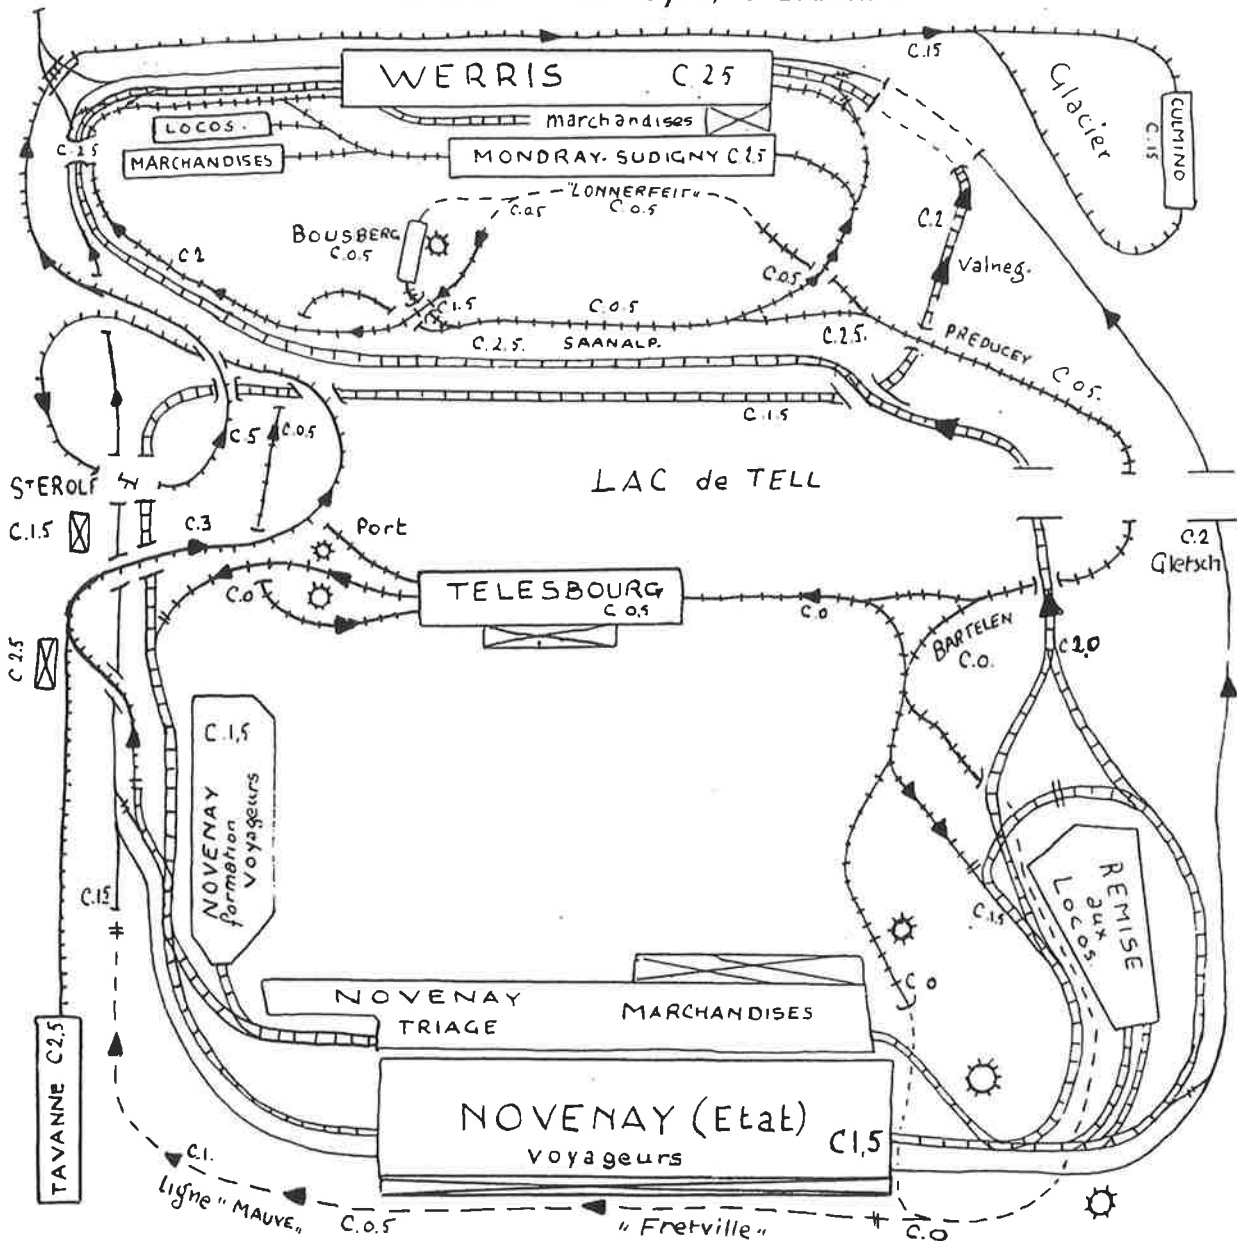 C.15
WERRIS C.25
Glacier
CULMINO
C.15
LOCOS.
marchandises
C.2.5
MARCHANDISES
MONDRAY-SUDIGNY C 2.5
"LONNERFEIT"
C.0.5
C.0.5
BOUSBERG
C.0.5
C.2
C.2
Valneg.
C.0.5
C.1.5
C.0.5
C.2.5.
SAANALP.
C.2.5.
PREDUCEY
C 0.5.
C.1.5
C.5
C.0.5
LAC de TELL
STEROLF
C.1.5
C.3
Port
C.2
Gletsch
TELESBOURG
C 0,5
C.0
C.0
BARTELEN
C.0.
C 2,0
C 2.5
C.1,5
NOVENAY
formation
voyageurs
C.15
C.1.5
REMISE
aux
LOCOS.
C 0
NOVENAY
TRIAGE
MARCHANDISES
TAVANNE C2,5
NOVENAY (Etat)
voyageurs
C1,5
C.1.
Ligne "MAUVE"
C.0.5
"Fretville"
C.0